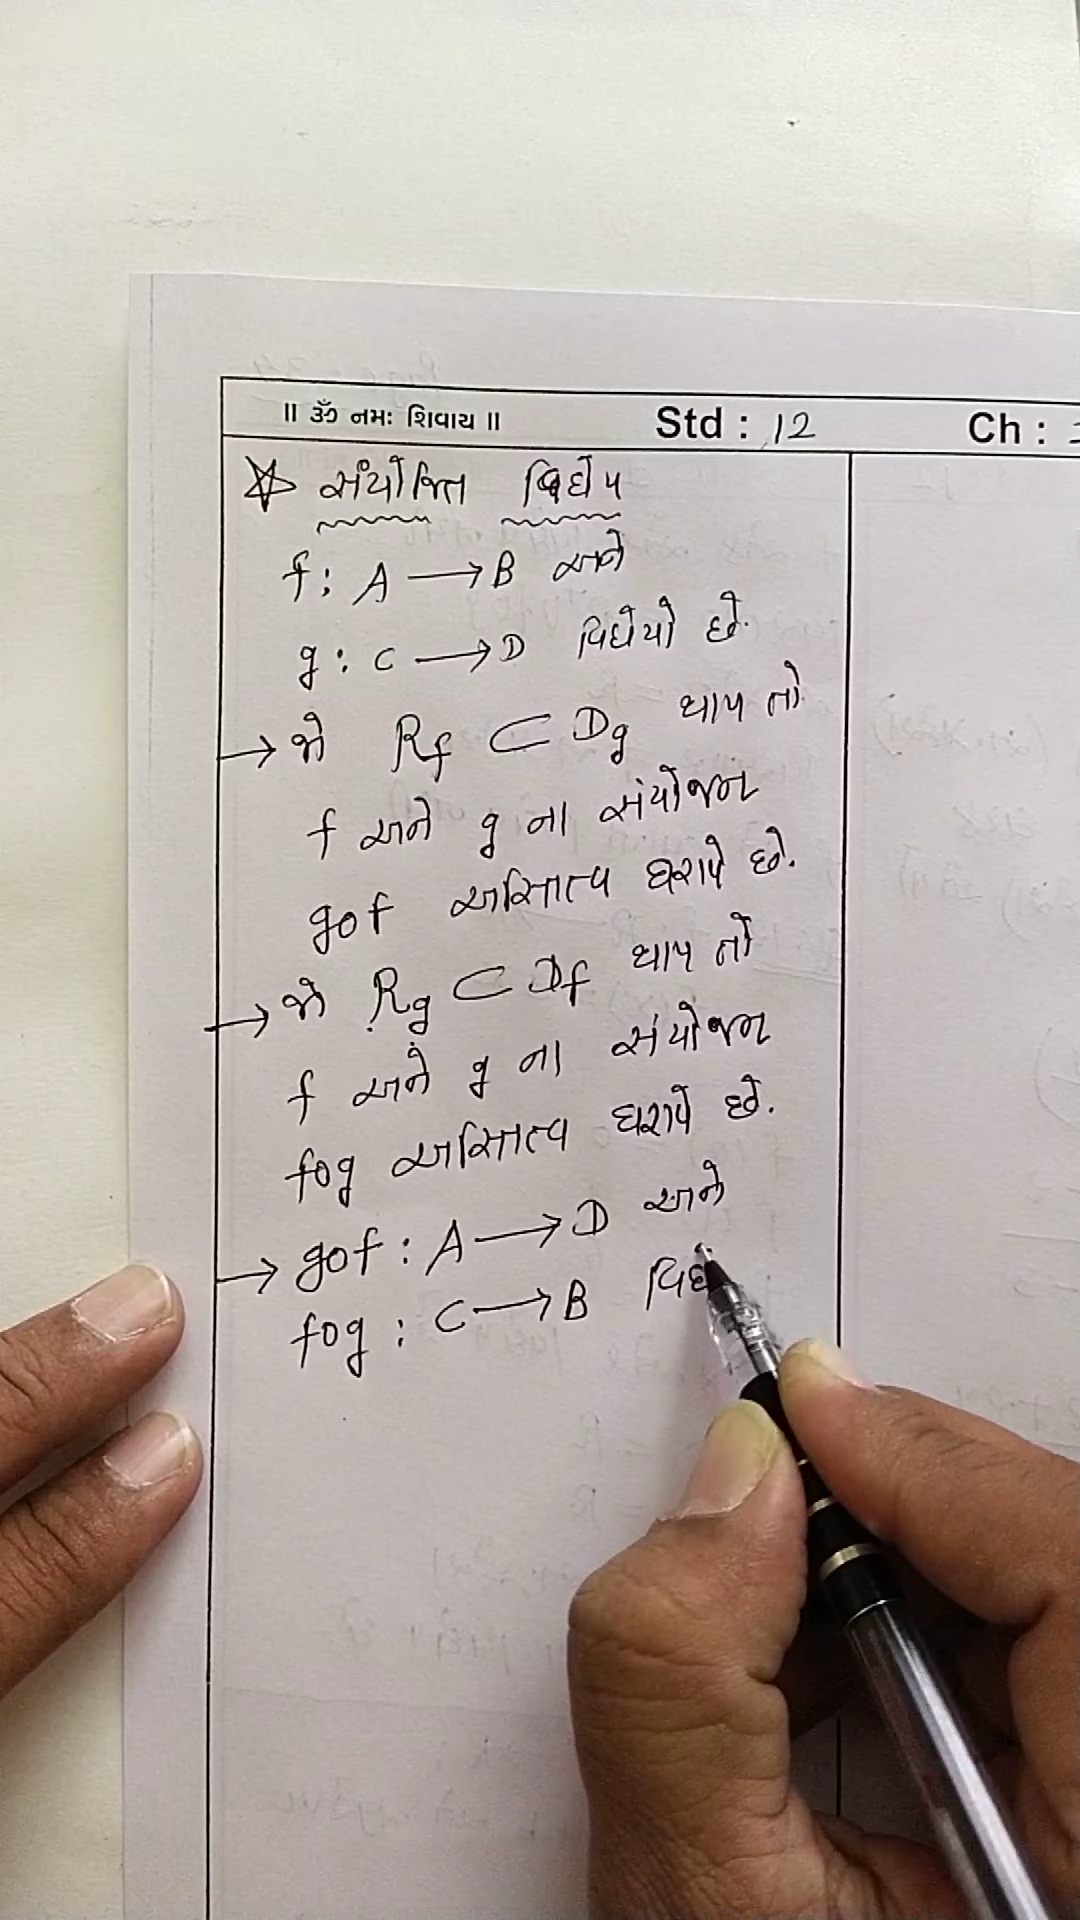 ॥ ૐ નમઃ શિવાય ॥ Std : 12 Ch :
☆ સંયોજિત વિધેય
f : A ⟶ B અને
g : C ⟶ D વિધેયો છે.
→ જો Rf ⊂ Dg થાય તો
f અને g ના સંયોજન
gof અસ્તિત્વ ધરાવે છે.
→ જો Rg ⊂ Df થાય તો
f અને g ના સંયોજન
fog અસ્તિત્વ ધરાવે છે.
→ gof : A ⟶ D અને
fog : C ⟶ B વિધે